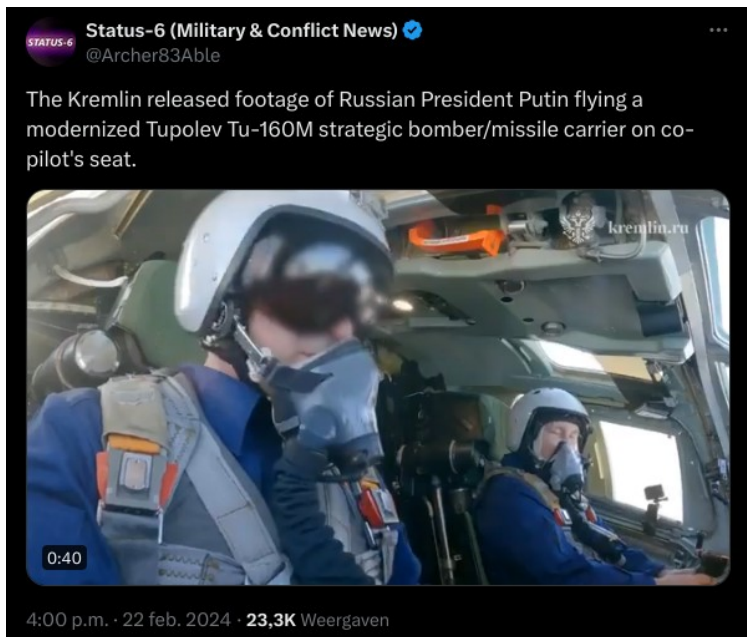 STATUS-6
Status-6 (Military & Conflict News)
@Archer83Able
The Kremlin released footage of Russian President Putin flying a
modernized Tupolev Tu-160M strategic bomber/missile carrier on co-
pilot's seat.
kremlin.ru
0:40
4:00 p.m. · 22 feb. 2024 · 23,3K Weergaven